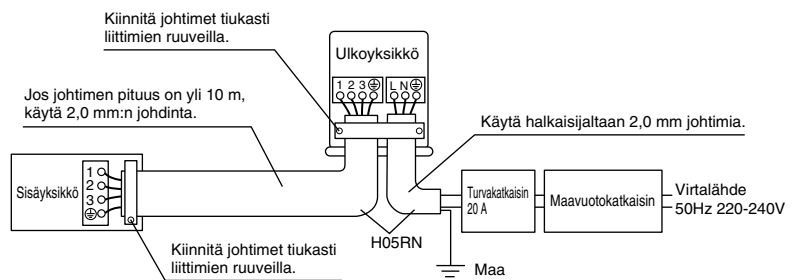 Kiinnitä johtimet tiukasti
liittimien ruuveilla.
Ulkoyksikkö
1 2 3
L N
Jos johtimen pituus on yli 10 m,
käytä 2,0 mm:n johdinta.
Käytä halkaisijaltaan 2,0 mm johtimia.
Sisäyksikkö
1
2
3
Turvakatkaisin
20 A
Maavuotokatkaisin
Virtalähde
50Hz 220-240V
H05RN
Kiinnitä johtimet tiukasti
liittimien ruuveilla.
Maa